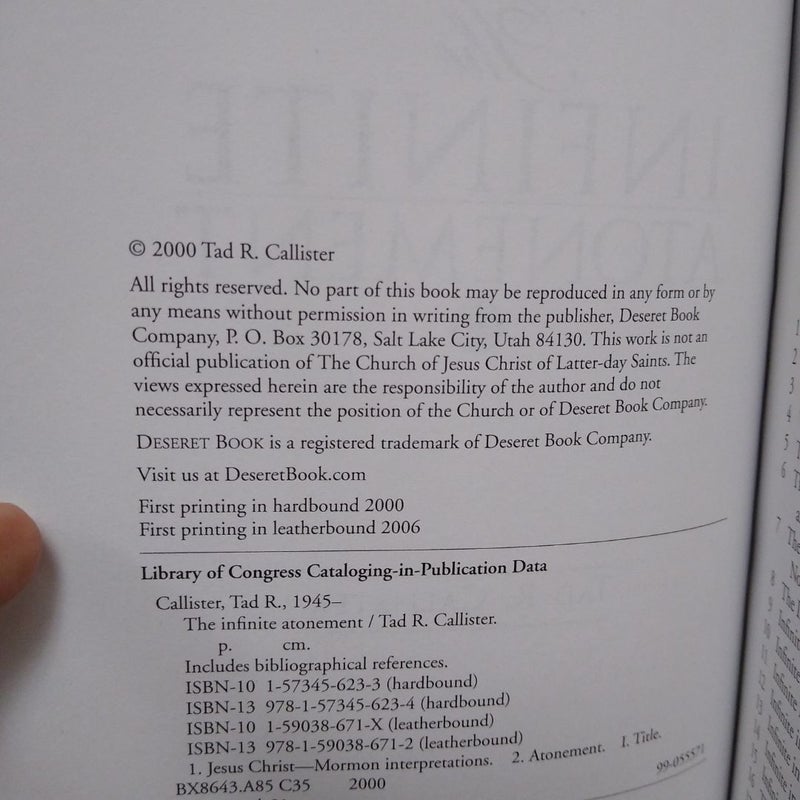 © 2000 Tad R. Callister
All rights reserved. No part of this book may be reproduced in any form or by
any means without permission in writing from the publisher, Deseret Book
Company, P. O. Box 30178, Salt Lake City, Utah 84130. This work is not an
official publication of The Church of Jesus Christ of Latter-day Saints. The
views expressed herein are the responsibility of the author and do not
necessarily represent the position of the Church or of Deseret Book Company.
DESERET BOOK is a registered trademark of Deseret Book Company.
Visit us at DeseretBook.com
First printing in hardbound 2000
First printing in leatherbound 2006
Library of Congress Cataloging-in-Publication Data
Callister, Tad R., 1945–
The infinite atonement / Tad R. Callister.
p. cm.
Includes bibliographical references.
ISBN-10 1-57345-623-3 (hardbound)
ISBN-13 978-1-57345-623-4 (hardbound)
ISBN-10 1-59038-671-X (leatherbound)
ISBN-13 978-1-59038-671-2 (leatherbound)
1. Jesus Christ—Mormon interpretations. 2. Atonement. I. Title.
BX8643.A85 C35 2000
99-055571